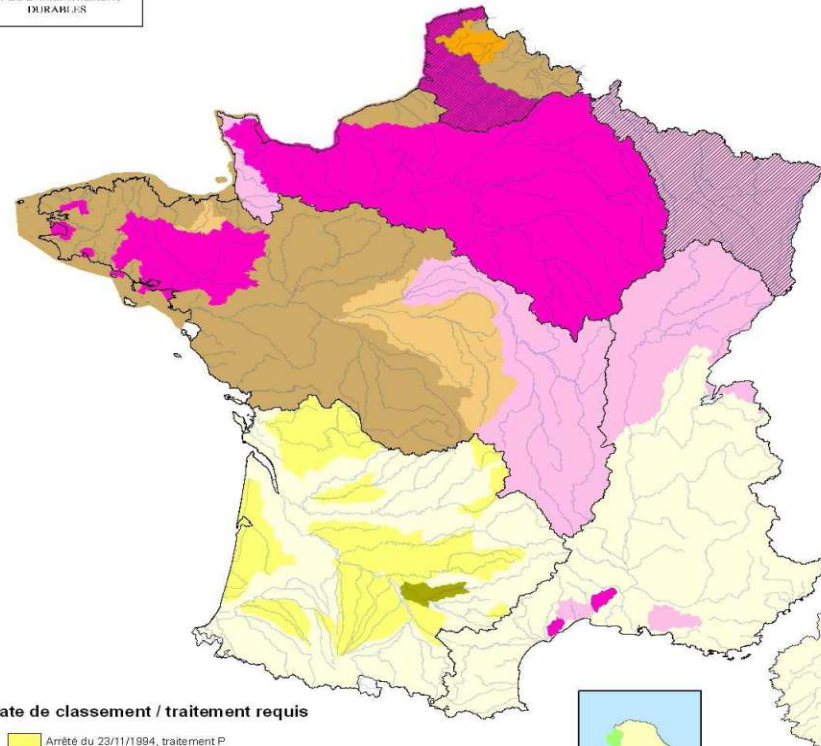 DURABLES
ate de classement / traitement requis
Arrêté du 23/11/1994, traitement P